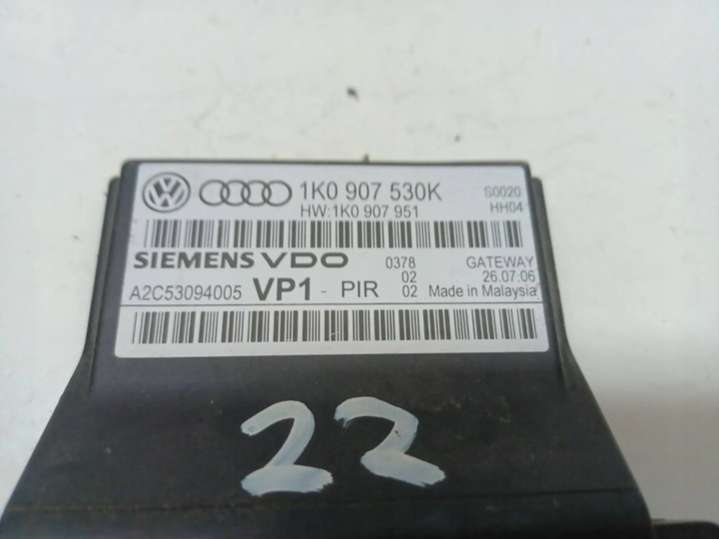 1K0 907 530K S0020
HW:1K0 907 951 HH04
SIEMENS VDO 0378 GATEWAY
02 26.07.06
A2C53094005 VP1 - PIR 02 Made in Malaysia
22